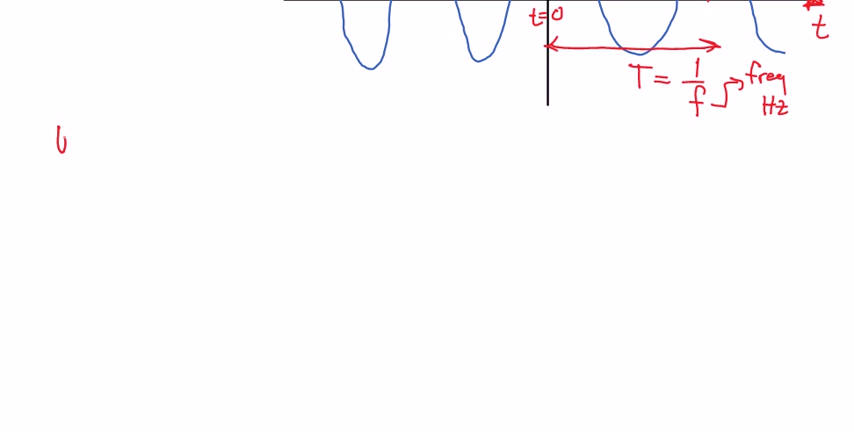 t=0
t
T = 1/f
freq
Hz